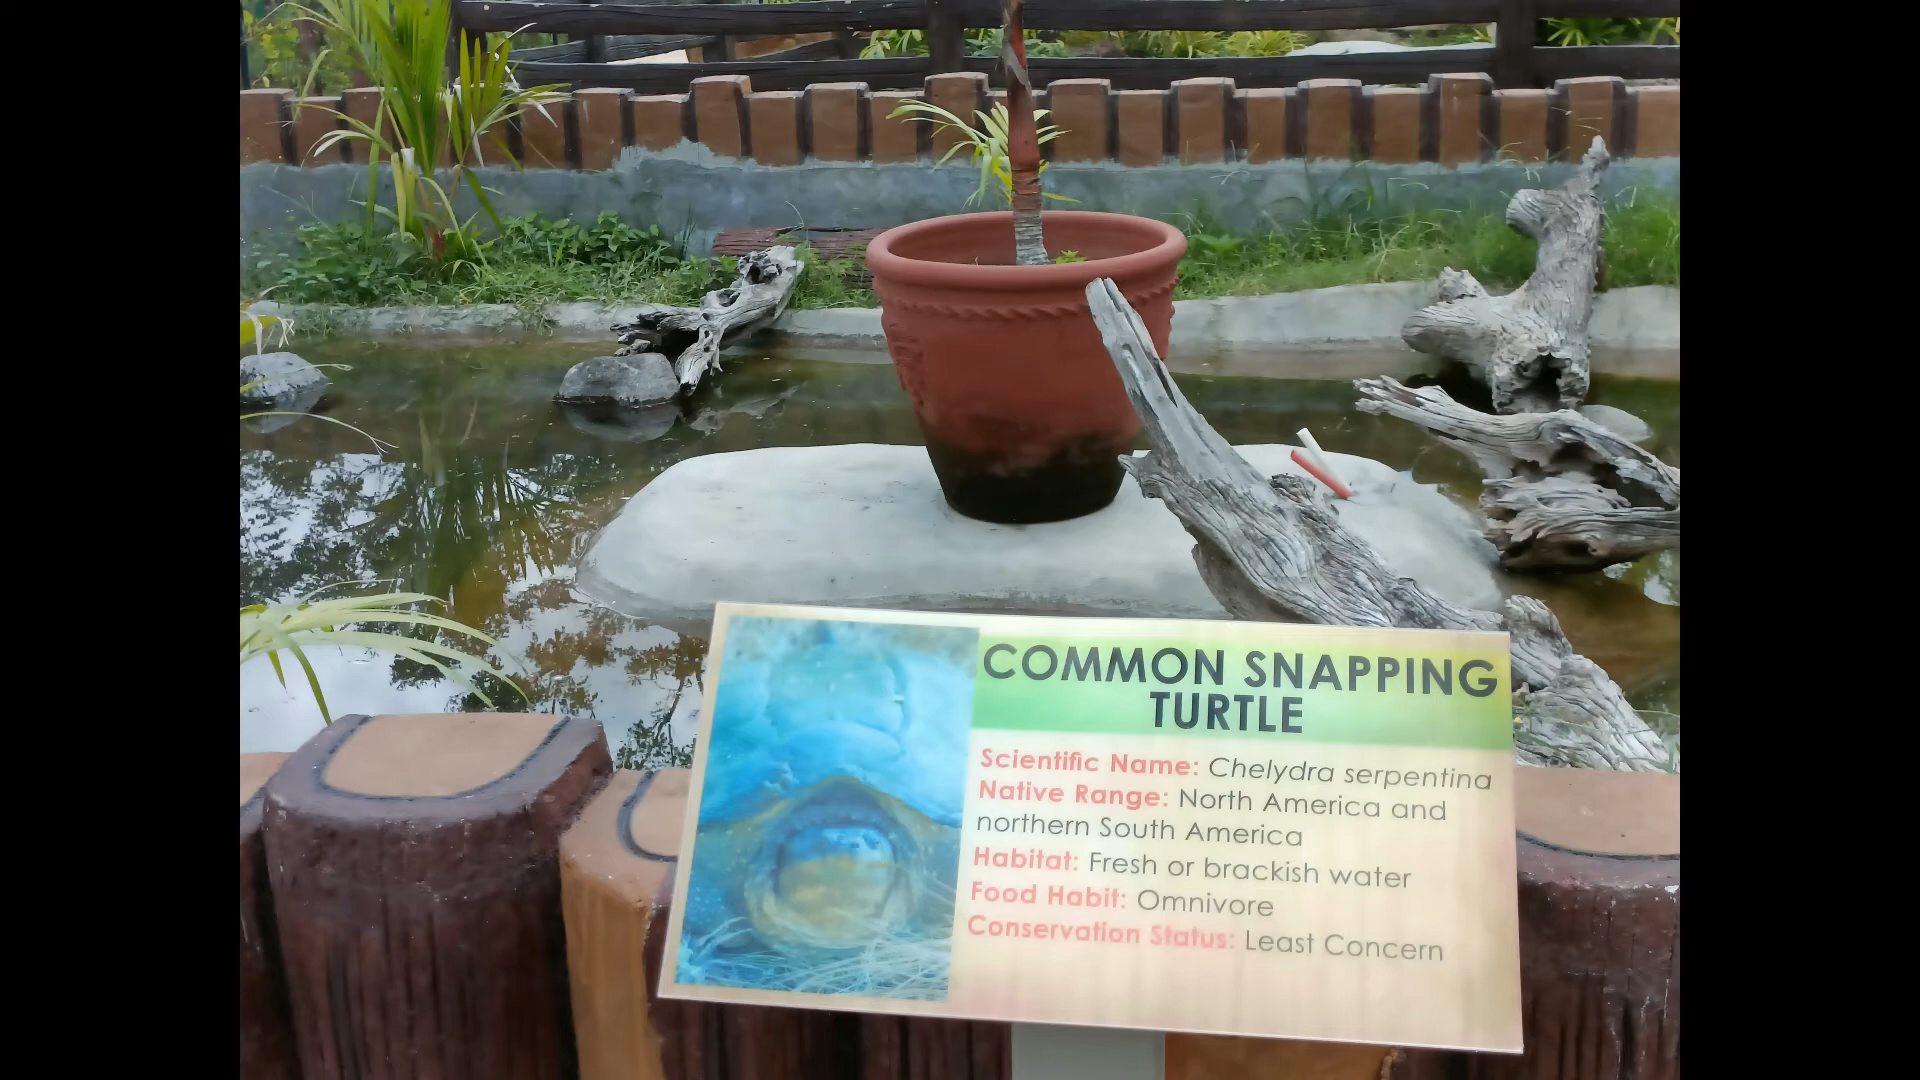 COMMON SNAPPING
TURTLE
Scientific Name: Chelydra serpentina
Native Range: North America and
northern South America
Habitat: Fresh or brackish water
Food Habit: Omnivore
Conservation Status: Least Concern